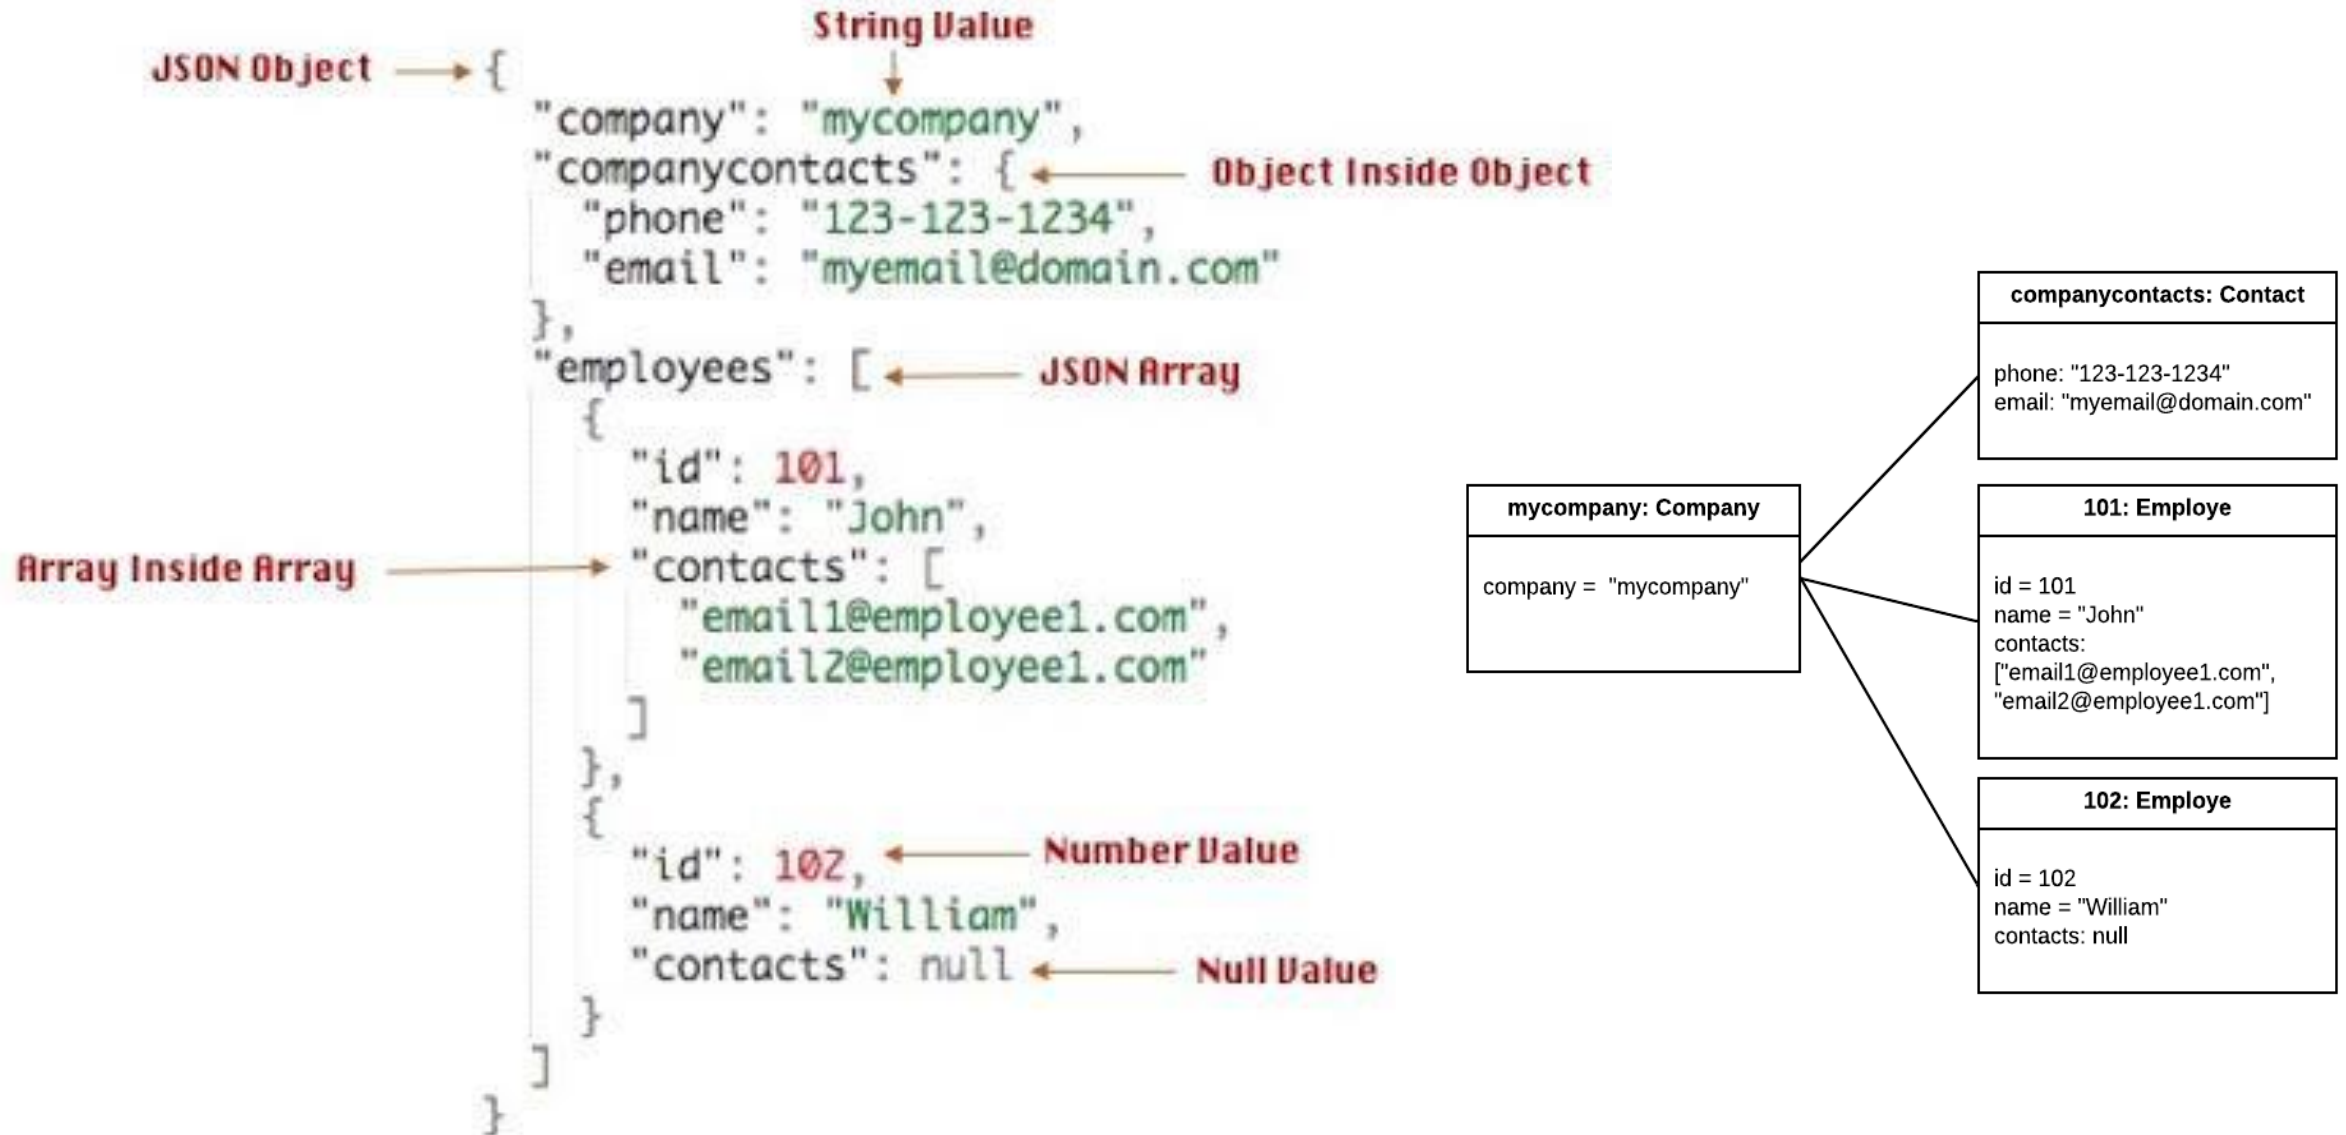 String Value
JSON Object {
"company": "mycompany",
"companycontacts": { Object Inside Object
"phone": "123-123-1234",
"email": "myemail@domain.com"
},
"employees": [ JSON Array
{
"id": 101,
"name": "John",
Array Inside Array "contacts": [
"email1@employee1.com",
"email2@employee1.com"
]
},
{
"id": 102, Number Value
"name": "William",
"contacts": null Null Value
}
]
}
mycompany: Company
company = "mycompany"
companycontacts: Contact
phone: "123-123-1234"
email: "myemail@domain.com"
101: Employe
id = 101
name = "John"
contacts:
["email1@employee1.com",
"email2@employee1.com"]
102: Employe
id = 102
name = "William"
contacts: null